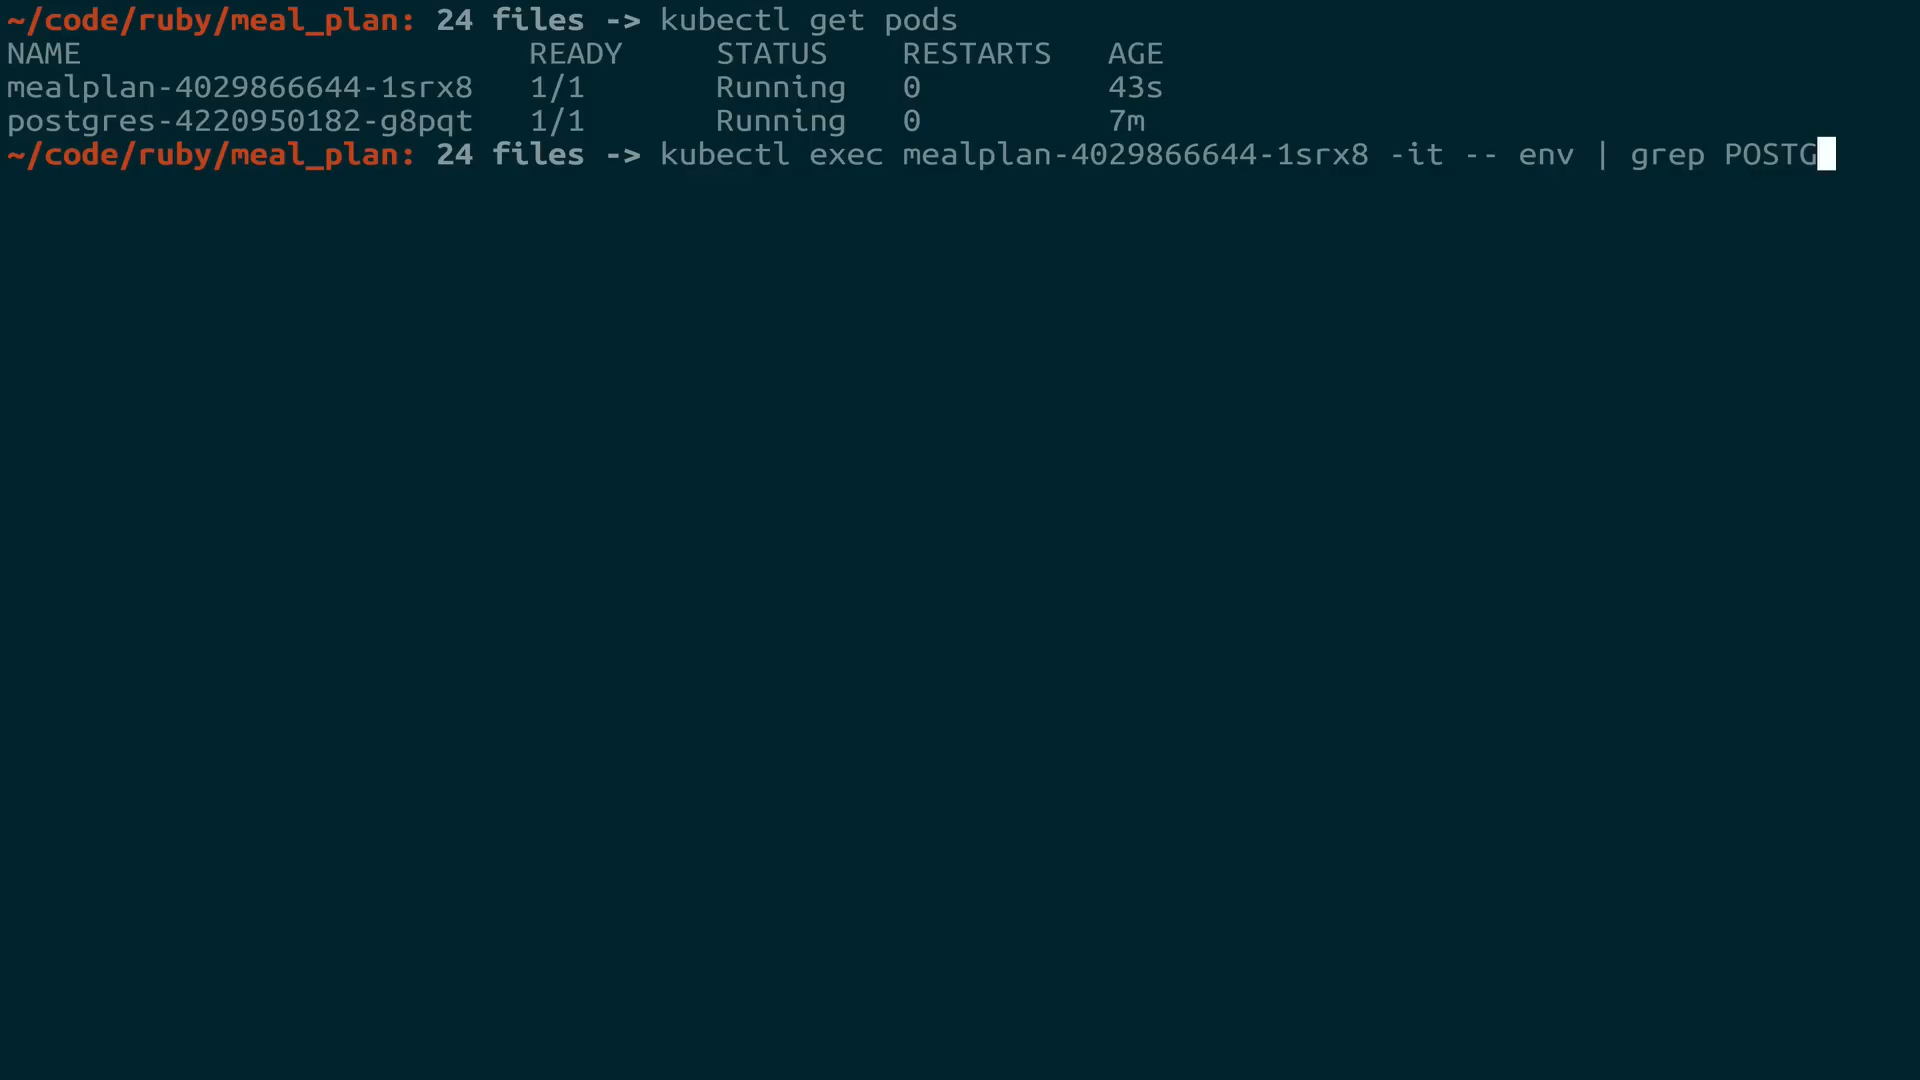 ~/code/ruby/meal_plan: 24 files -> kubectl get pods
NAME READY STATUS RESTARTS AGE
mealplan-4029866644-1srx8 1/1 Running 0 43s
postgres-4220950182-g8pqt 1/1 Running 0 7m
~/code/ruby/meal_plan: 24 files -> kubectl exec mealplan-4029866644-1srx8 -it -- env | grep POSTG